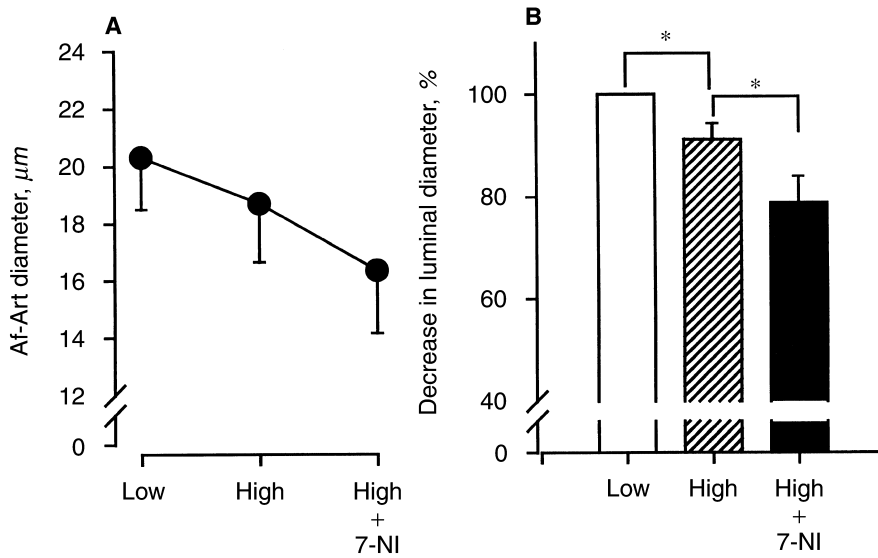 A
Af-Art diameter, μm
24
22
20
18
16
14
12
0
Low
High
High
+
7-NI
B
Decrease in luminal diameter, %
100
80
60
40
0
*
*
Low
High
High
+
7-NI